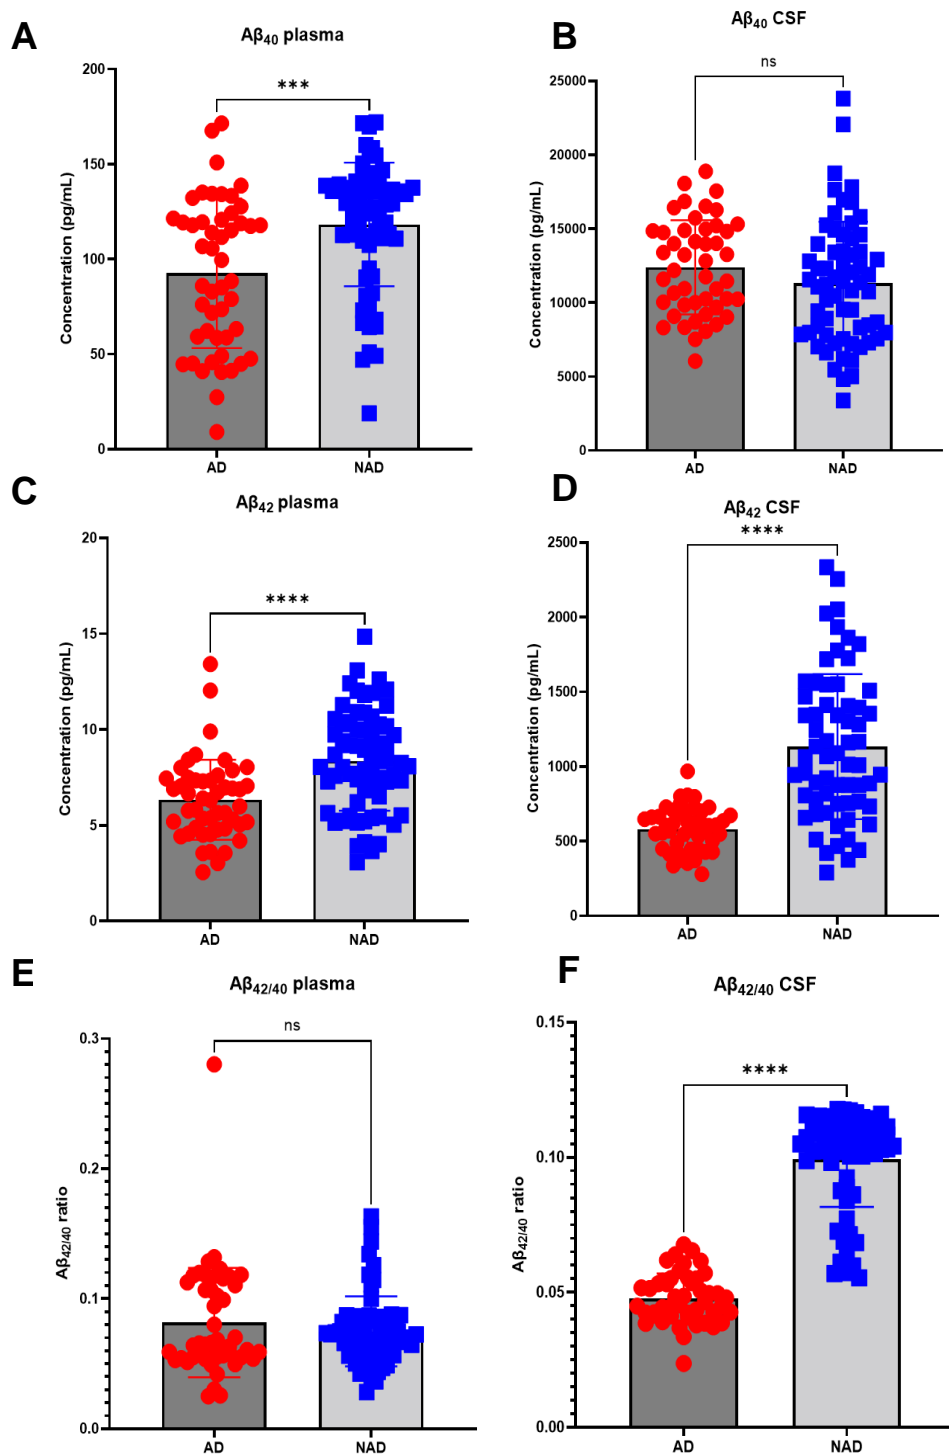 A
Aβ40 plasma
Concentration (pg/mL)
200
150
100
50
0
***
AD
NAD
B
Aβ40 CSF
Concentration (pg/mL)
25000
20000
15000
10000
5000
0
ns
AD
NAD
C
Aβ42 plasma
Concentration (pg/mL)
20
15
10
5
0
****
AD
NAD
D
Aβ42 CSF
Concentration (pg/mL)
2500
2000
1500
1000
500
0
****
AD
NAD
E
Aβ42/40 plasma
Aβ42/40 ratio
0.3
0.2
0.1
0.0
ns
AD
NAD
F
Aβ42/40 CSF
Aβ42/40 ratio
0.15
0.10
0.05
0.00
****
AD
NAD